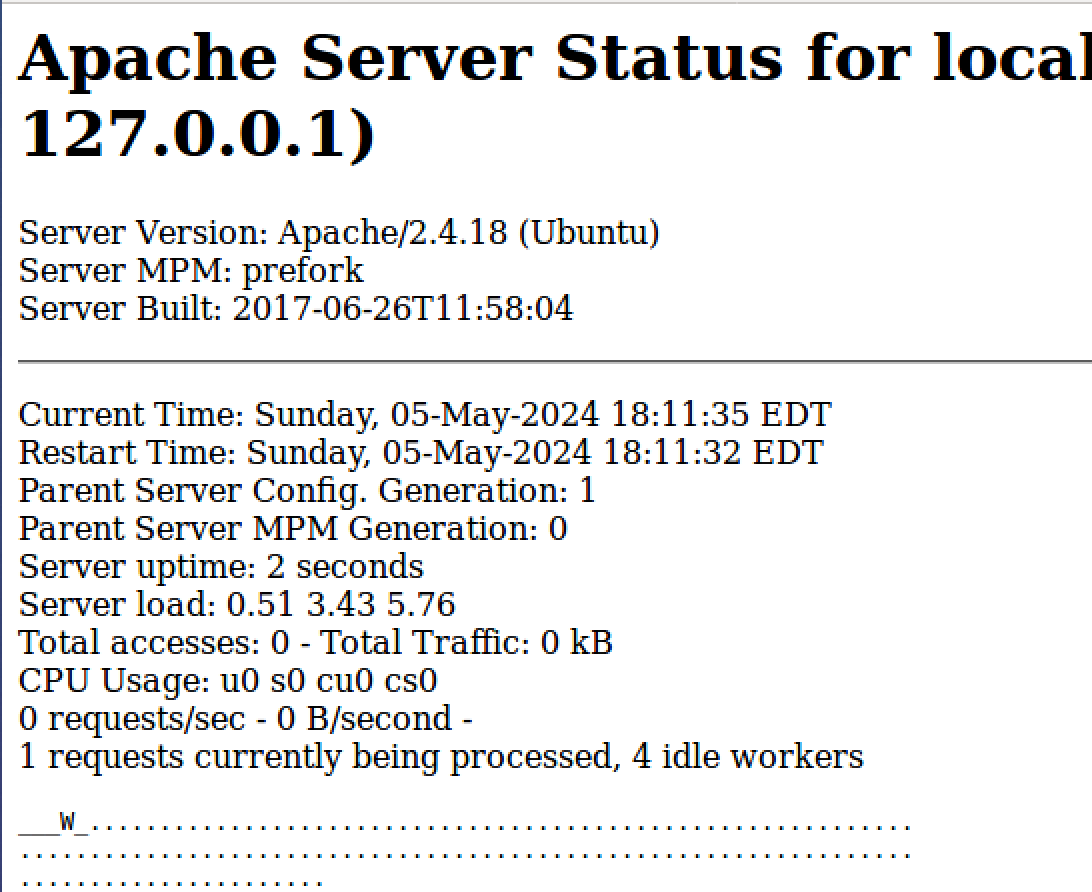 Apache Server Status for local
127.0.0.1)
Server Version: Apache/2.4.18 (Ubuntu)
Server MPM: prefork
Server Built: 2017-06-26T11:58:04
Current Time: Sunday, 05-May-2024 18:11:35 EDT
Restart Time: Sunday, 05-May-2024 18:11:32 EDT
Parent Server Config. Generation: 1
Parent Server MPM Generation: 0
Server uptime: 2 seconds
Server load: 0.51 3.43 5.76
Total accesses: 0 - Total Traffic: 0 kB
CPU Usage: u0 s0 cu0 cs0
0 requests/sec - 0 B/second -
1 requests currently being processed, 4 idle workers
___W_...........................................................
................................................................
......................